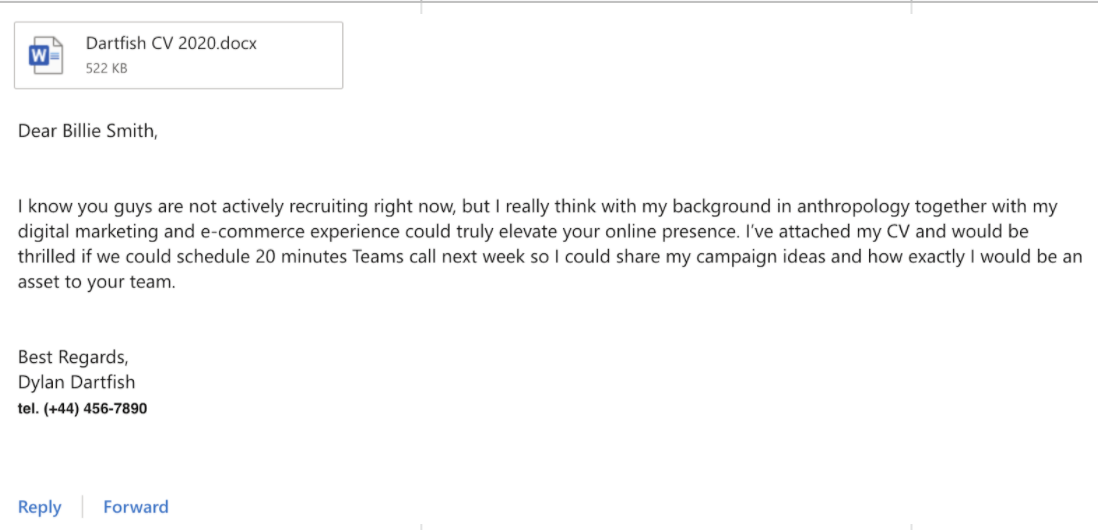 W
Dartfish CV 2020.docx
522 KB
Dear Billie Smith,
I know you guys are not actively recruiting right now, but I really think with my background in anthropology together with my
digital marketing and e-commerce experience could truly elevate your online presence. I've attached my CV and would be
thrilled if we could schedule 20 minutes Teams call next week so I could share my campaign ideas and how exactly I would be an
asset to your team.
Best Regards,
Dylan Dartfish
tel. (+44) 456-7890
Reply
Forward